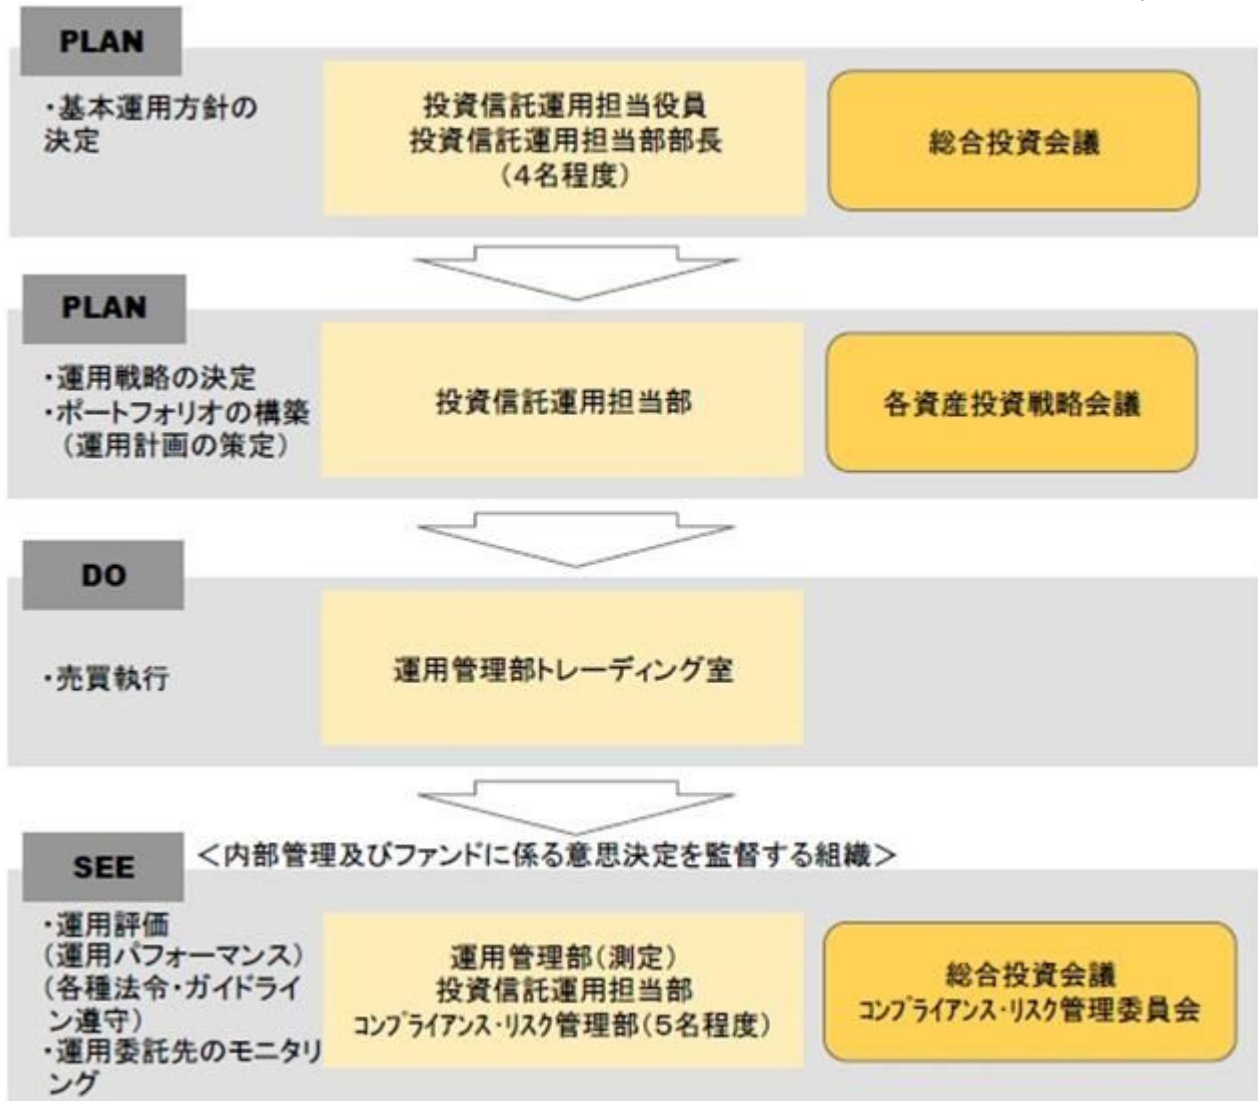 PLAN
・基本運用方針の
決定
投資信託運用担当役員
投資信託運用担当部部長
(4名程度)
総合投資会議
PLAN
・運用戦略の決定
・ポートフォリオの構築
(運用計画の策定)
投資信託運用担当部
各資産投資戦略会議
DO
・売買執行
運用管理部トレーディング室
SEE
＜内部管理及びファンドに係る意思決定を監督する組織＞
・運用評価
(運用パフォーマンス)
(各種法令・ガイドライ
ン遵守)
・運用委託先のモニタリ
ング
運用管理部(測定)
投資信託運用担当部
ｺﾝﾌﾟﾗｲｱﾝｽ・ﾘｽｸ管理部(5名程度)
総合投資会議
ｺﾝﾌﾟﾗｲｱﾝｽ・ﾘｽｸ管理委員会